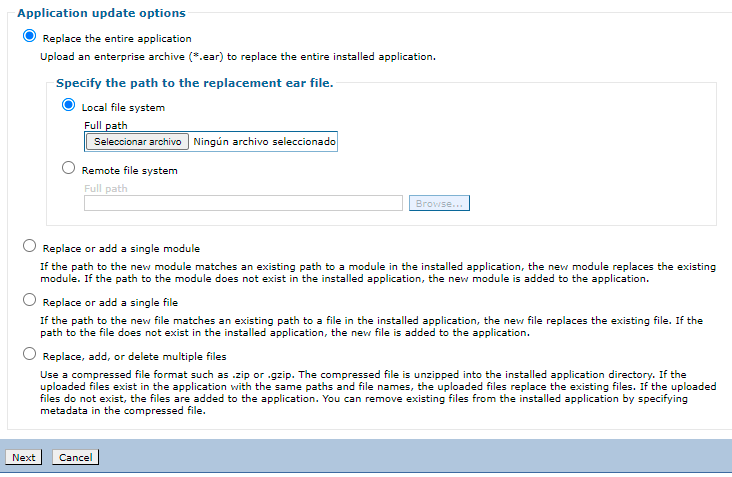 Application update options
Replace the entire application
Upload an enterprise archive (*.ear) to replace the entire installed application.
Specify the path to the replacement ear file.
Local file system
Full path
Seleccionar archivo Ningún archivo seleccionado
Remote file system
Full path
Browse...
Replace or add a single module
If the path to the new module matches an existing path to a module in the installed application, the new module replaces the existing
module. If the path to the module does not exist in the installed application, the new module is added to the application.
Replace or add a single file
If the path to the new file matches an existing path to a file in the installed application, the new file replaces the existing file. If the
path to the file does not exist in the installed application, the new file is added to the application.
Replace, add, or delete multiple files
Use a compressed file format such as .zip or .gzip. The compressed file is unzipped into the installed application directory. If the
uploaded files exist in the application with the same paths and file names, the uploaded files replace the existing files. If the uploaded
files do not exist, the files are added to the application. You can remove existing files from the installed application by specifying
metadata in the compressed file.
Next Cancel